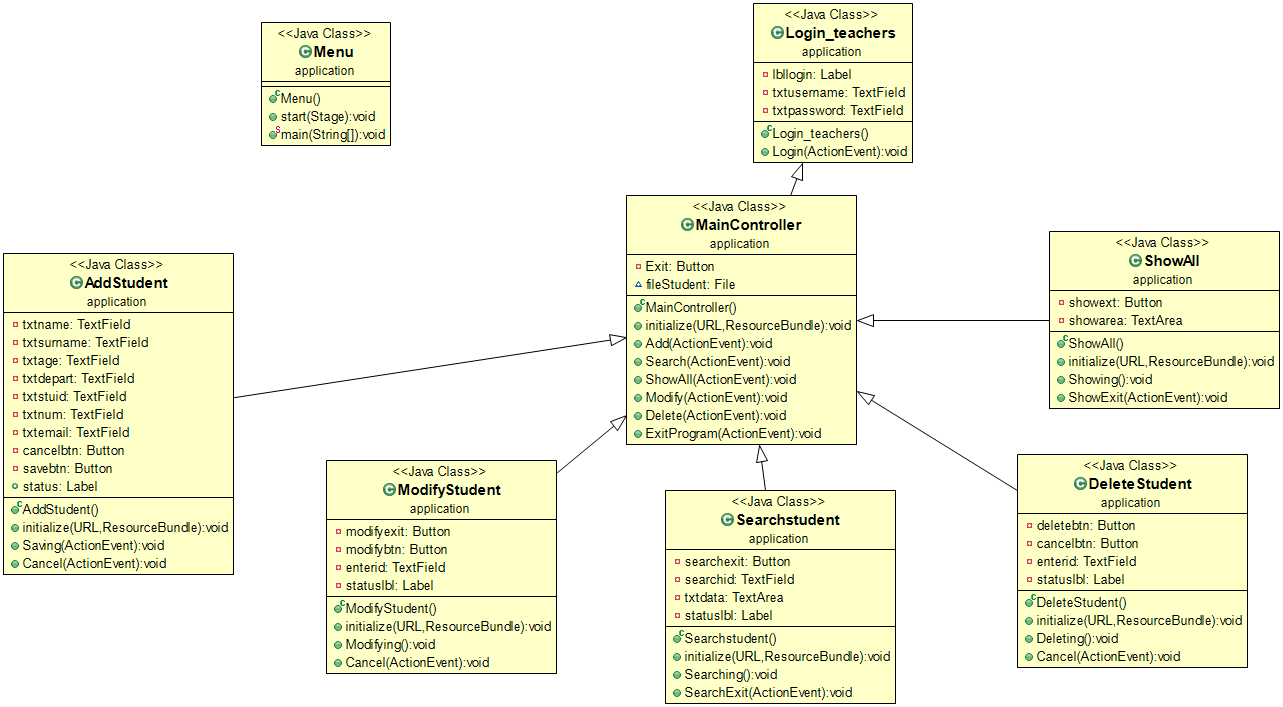 <<Java Class>>
Menu
application
Menu()
start(Stage):void
main(String[]):void
<<Java Class>>
Login_teachers
application
lbllogin: Label
txtusername: TextField
txtpassword: TextField
Login_teachers()
Login(ActionEvent):void
<<Java Class>>
MainController
application
Exit: Button
fileStudent: File
MainController()
initialize(URL,ResourceBundle):void
Add(ActionEvent):void
Search(ActionEvent):void
ShowAll(ActionEvent):void
Modify(ActionEvent):void
Delete(ActionEvent):void
ExitProgram(ActionEvent):void
<<Java Class>>
ShowAll
application
showext: Button
showarea: TextArea
ShowAll()
initialize(URL,ResourceBundle):void
Showing():void
ShowExit(ActionEvent):void
<<Java Class>>
AddStudent
application
txtname: TextField
txtsurname: TextField
txtage: TextField
txtdepart: TextField
txtstuid: TextField
txtnum: TextField
txtemail: TextField
cancelbtn: Button
savebtn: Button
status: Label
AddStudent()
initialize(URL,ResourceBundle):void
Saving(ActionEvent):void
Cancel(ActionEvent):void
<<Java Class>>
ModifyStudent
application
modifyexit: Button
modifybtn: Button
enterid: TextField
statuslbl: Label
ModifyStudent()
initialize(URL,ResourceBundle):void
Modifying():void
Cancel(ActionEvent):void
<<Java Class>>
Searchstudent
application
searchexit: Button
searchid: TextField
txtdata: TextArea
statuslbl: Label
Searchstudent()
initialize(URL,ResourceBundle):void
Searching():void
SearchExit(ActionEvent):void
<<Java Class>>
DeleteStudent
application
deletebtn: Button
cancelbtn: Button
enterid: TextField
statuslbl: Label
DeleteStudent()
initialize(URL,ResourceBundle):void
Deleting():void
Cancel(ActionEvent):void